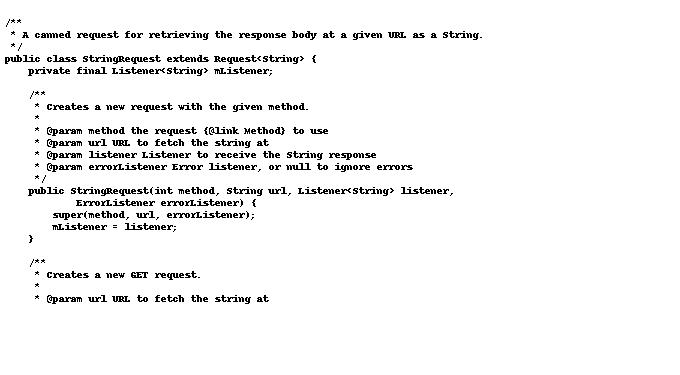 /**
 * A canned request for retrieving the response body at a given URL as a String.
 */
public class StringRequest extends Request<String> {
    private final Listener<String> mListener;

    /**
     * Creates a new request with the given method.
     *
     * @param method the request {@link Method} to use
     * @param url URL to fetch the string at
     * @param listener Listener to receive the String response
     * @param errorListener Error listener, or null to ignore errors
     */
    public StringRequest(int method, String url, Listener<String> listener,
            ErrorListener errorListener) {
        super(method, url, errorListener);
        mListener = listener;
    }

    /**
     * Creates a new GET request.
     *
     * @param url URL to fetch the string at